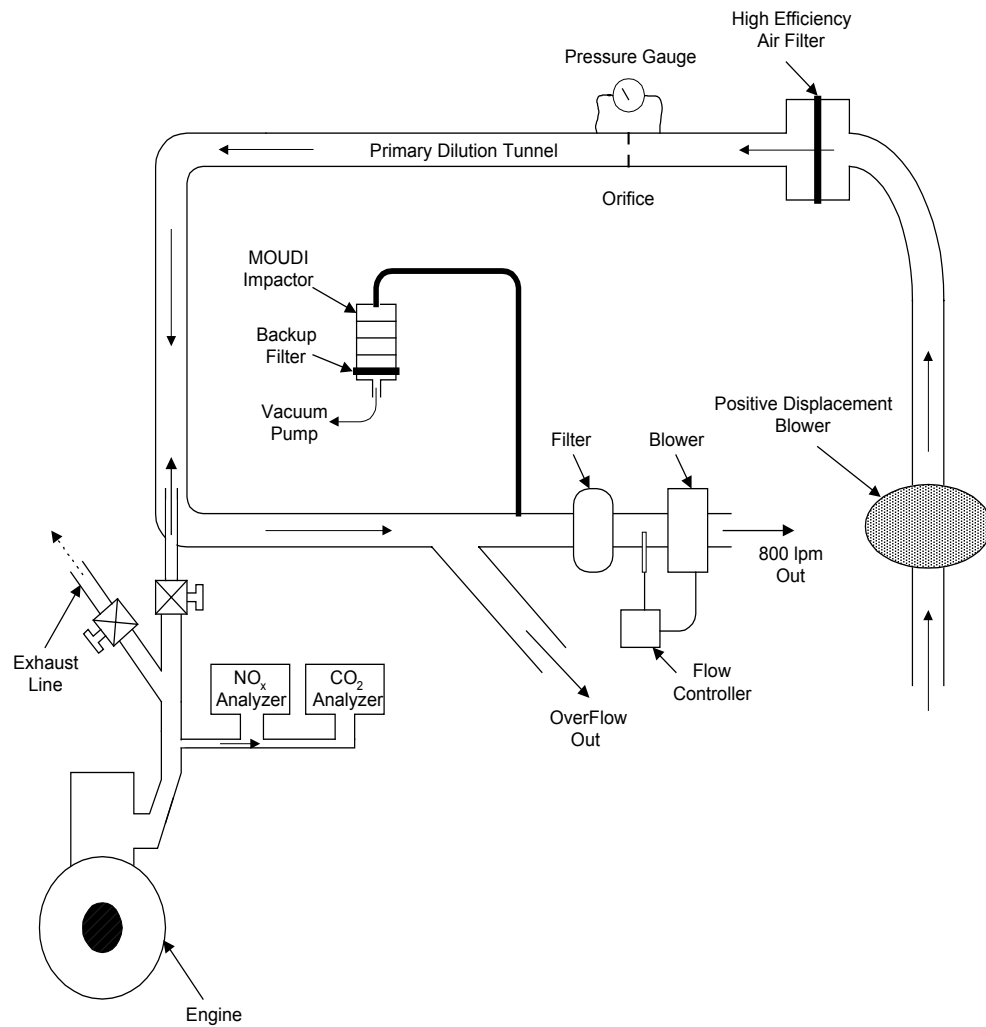 High Efficiency
Air Filter
Pressure Gauge
Primary Dilution Tunnel
Orifice
MOUDI
Impactor
Backup
Filter
Vacuum
Pump
Positive Displacement
Blower
Filter
Blower
800 lpm
Out
Exhaust
Line
NOx
Analyzer
CO2
Analyzer
Flow
Controller
OverFlow
Out
Engine